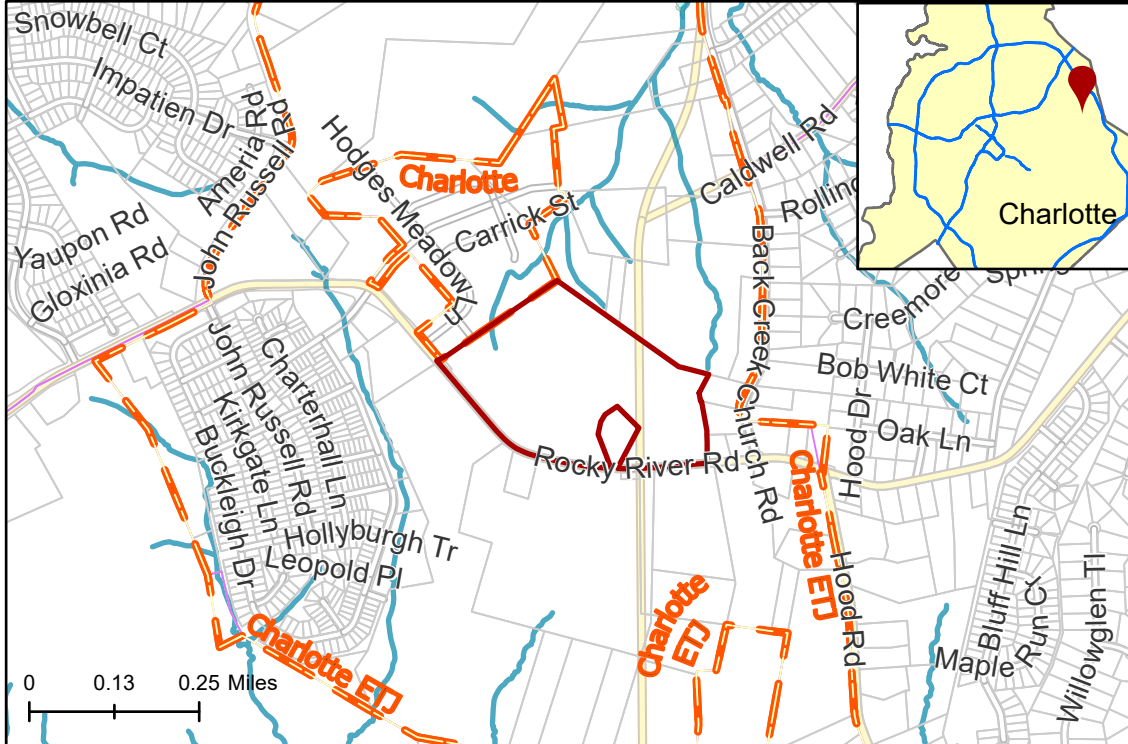 Snowbell Ct
Impatien Dr
Ameria Rd
John Russell Rd
Yaupon Rd
Gloxinia Rd
Hodges Meadow Ln
Charlotte
Carrick St
Caldwell Rd
Charlotte
Back Creek Church Rd
Creemore
Bob White Ct
Hood Dr
Oak Ln
Rocky River Rd
John Russell Rd
Charterhall Ln
Kirkgate Ln
Buckleigh Dr
Hollyburgh Tr
Leopold Pl
Charlotte ETJ
Charlotte
ETJ
Charlotte ETJ
Hood Rd
Bluff Hill Ln
Maple Run Ct
Willowglen Tl
0 0.13 0.25 Miles